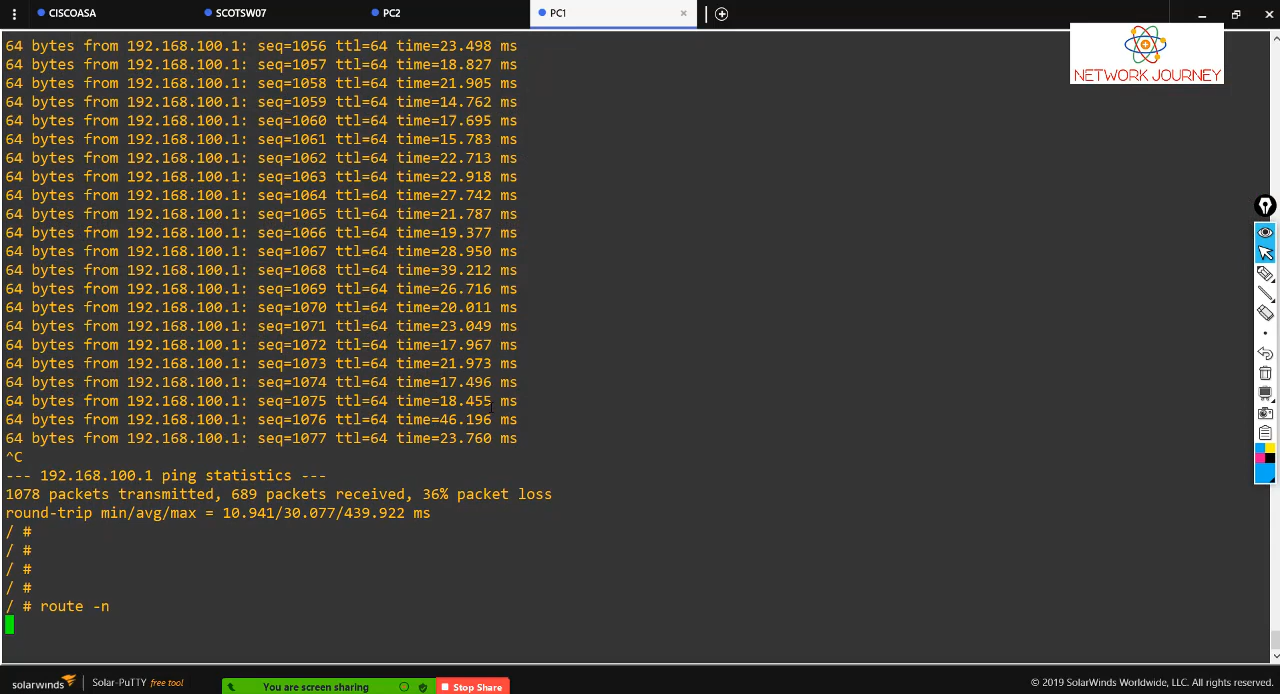 CISCOASA SCOTSW07 PC2 PC1
NETWORK JOURNEY
64 bytes from 192.168.100.1: seq=1056 ttl=64 time=23.498 ms
64 bytes from 192.168.100.1: seq=1057 ttl=64 time=18.827 ms
64 bytes from 192.168.100.1: seq=1058 ttl=64 time=21.905 ms
64 bytes from 192.168.100.1: seq=1059 ttl=64 time=14.762 ms
64 bytes from 192.168.100.1: seq=1060 ttl=64 time=17.695 ms
64 bytes from 192.168.100.1: seq=1061 ttl=64 time=15.783 ms
64 bytes from 192.168.100.1: seq=1062 ttl=64 time=22.713 ms
64 bytes from 192.168.100.1: seq=1063 ttl=64 time=22.918 ms
64 bytes from 192.168.100.1: seq=1064 ttl=64 time=27.742 ms
64 bytes from 192.168.100.1: seq=1065 ttl=64 time=21.787 ms
64 bytes from 192.168.100.1: seq=1066 ttl=64 time=19.377 ms
64 bytes from 192.168.100.1: seq=1067 ttl=64 time=28.950 ms
64 bytes from 192.168.100.1: seq=1068 ttl=64 time=39.212 ms
64 bytes from 192.168.100.1: seq=1069 ttl=64 time=26.716 ms
64 bytes from 192.168.100.1: seq=1070 ttl=64 time=20.011 ms
64 bytes from 192.168.100.1: seq=1071 ttl=64 time=23.049 ms
64 bytes from 192.168.100.1: seq=1072 ttl=64 time=17.967 ms
64 bytes from 192.168.100.1: seq=1073 ttl=64 time=21.973 ms
64 bytes from 192.168.100.1: seq=1074 ttl=64 time=17.496 ms
64 bytes from 192.168.100.1: seq=1075 ttl=64 time=18.455 ms
64 bytes from 192.168.100.1: seq=1076 ttl=64 time=46.196 ms
64 bytes from 192.168.100.1: seq=1077 ttl=64 time=23.760 ms
^C
--- 192.168.100.1 ping statistics ---
1078 packets transmitted, 689 packets received, 36% packet loss
round-trip min/avg/max = 10.941/30.077/439.922 ms
/ #
/ #
/ #
/ #
/ # route -n
solarwinds Solar-PuTTY free tool You are screen sharing Stop Share © 2019 SolarWinds Worldwide, LLC. All rights reserved.